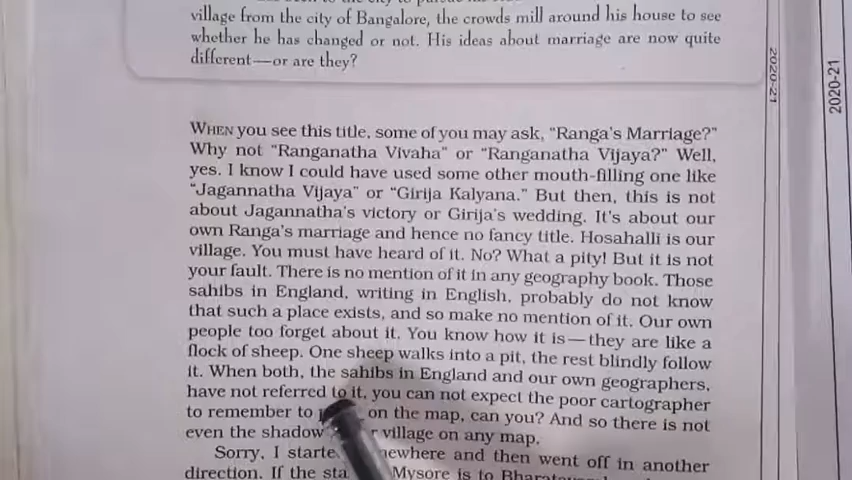 village from the city of Bangalore, the crowds mill around his house to see
whether he has changed or not. His ideas about marriage are now quite
different—or are they?
2020-21
2020-21
WHEN you see this title, some of you may ask, “Ranga's Marriage?”
Why not “Ranganatha Vivaha” or “Ranganatha Vijaya?” Well,
yes. I know I could have used some other mouth-filling one like
“Jagannatha Vijaya” or “Girija Kalyana.” But then, this is not
about Jagannatha's victory or Girija's wedding. It's about our
own Ranga's marriage and hence no fancy title. Hosahalli is our
village. You must have heard of it. No? What a pity! But it is not
your fault. There is no mention of it in any geography book. Those
sahibs in England, writing in English, probably do not know
that such a place exists, and so make no mention of it. Our own
people too forget about it. You know how it is—they are like a
flock of sheep. One sheep walks into a pit, the rest blindly follow
it. When both, the sahibs in England and our own geographers,
have not referred to it, you can not expect the poor cartographer
to remember to on the map, can you? And so there is not
even the shadow village on any map.
Sorry, I and then went off in another
direction. If the Mysore is to